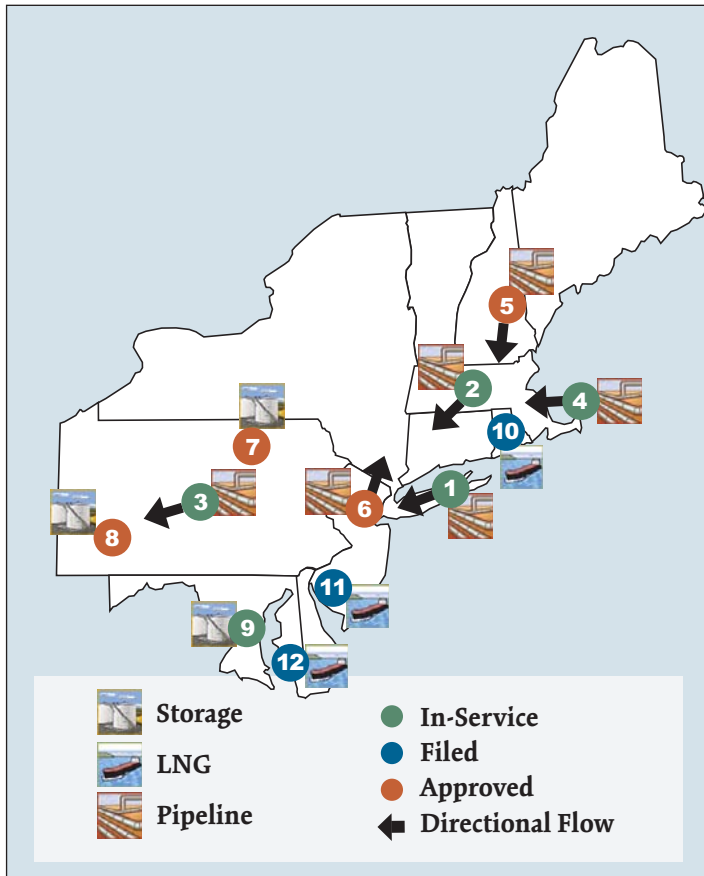 5
2
4
10
7
1
3
6
8
11
9
12
Storage
LNG
Pipeline
In-Service
Filed
Approved
Directional Flow